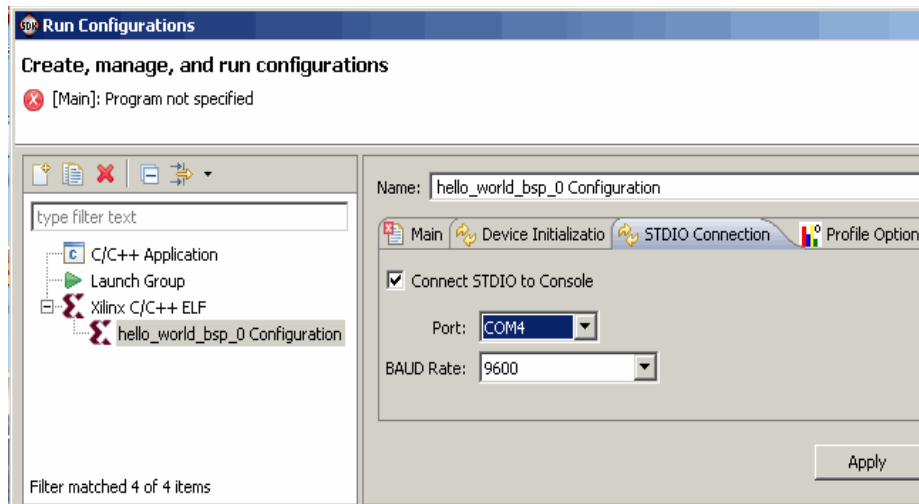 SDK Run Configurations
Create, manage, and run configurations
[Main]: Program not specified
type filter text
C/C++ Application
Launch Group
Xilinx C/C++ ELF
hello_world_bsp_0 Configuration
Filter matched 4 of 4 items
Name: hello_world_bsp_0 Configuration
Main Device Initializatio STDIO Connection Profile Option
Connect STDIO to Console
Port: COM4
BAUD Rate: 9600
Apply